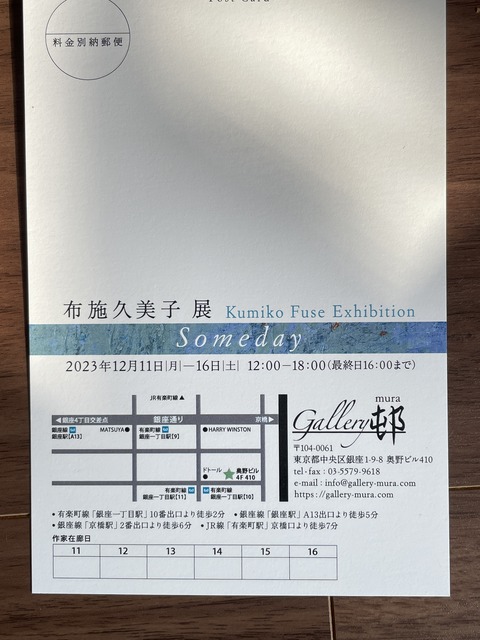 Post Card
料金別納郵便
布施久美子 展 Kumiko Fuse Exhibition
Someday
2023年12月11日|月|—16日|土| 12:00−18:00(最終日16:00まで)
JR有楽町線▲
◀銀座4丁目交差点 銀座通り 京橋▶
銀座線
銀座駅[A13]
MATSUYA●
有楽町線
銀座一丁目駅[9]
●HARRY WINSTON
ドトール
●
★奥野ビル
4F 410
有楽町線
銀座一丁目駅[11]
有楽町線
銀座一丁目駅[10]
mura
Gallery 邨
〒104-0061
東京都中央区銀座1-9-8 奥野ビル410
tel・fax : 03-5579-9618
e-mail : info@gallery-mura.com
https://gallery-mura.com
•有楽町線「銀座一丁目駅」10番出口より徒歩2分 •銀座線「銀座駅」A13出口より徒歩5分
•銀座線「京橋駅」2番出口より徒歩6分 •JR線「有楽町駅」京橋口より徒歩7分
作家在廊日
11 12 13 14 15 16